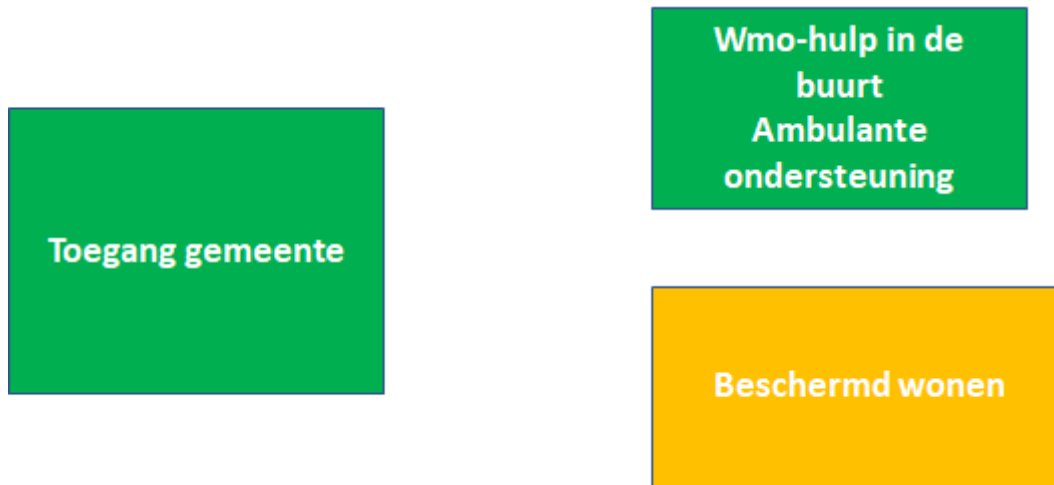 Toegang gemeente
Wmo-hulp in de
buurt
Ambulante
ondersteuning
Beschermd wonen